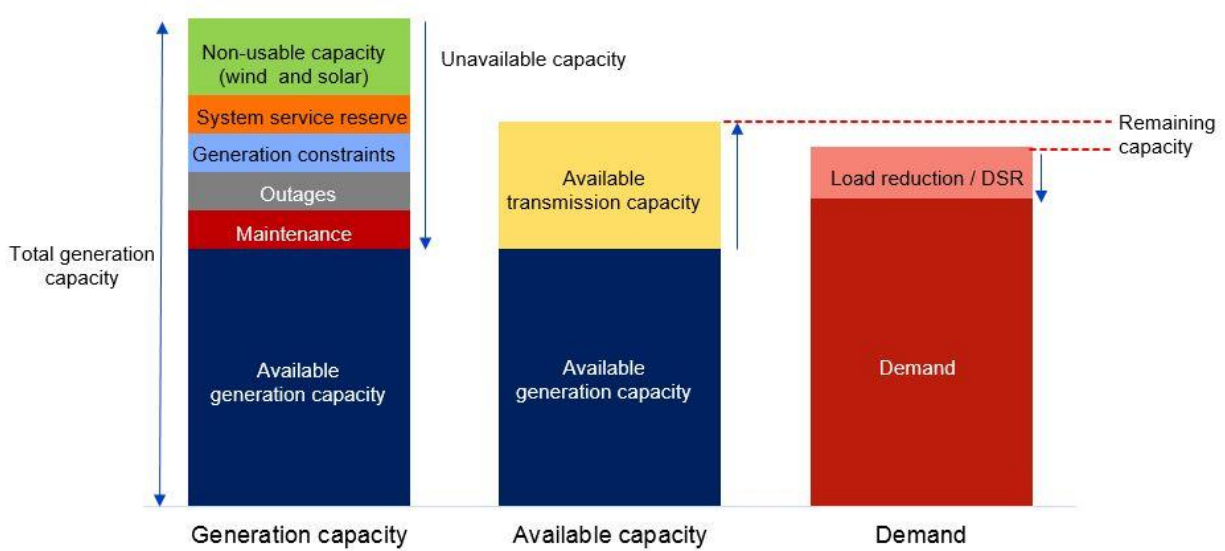 Non-usable capacity
(wind and solar)
Unavailable capacity
System service reserve
Generation constraints
Outages
Maintenance
Total generation
capacity
Available
generation capacity
Generation capacity
Available
transmission capacity
Available
generation capacity
Available capacity
Remaining
capacity
Load reduction / DSR
Demand
Demand